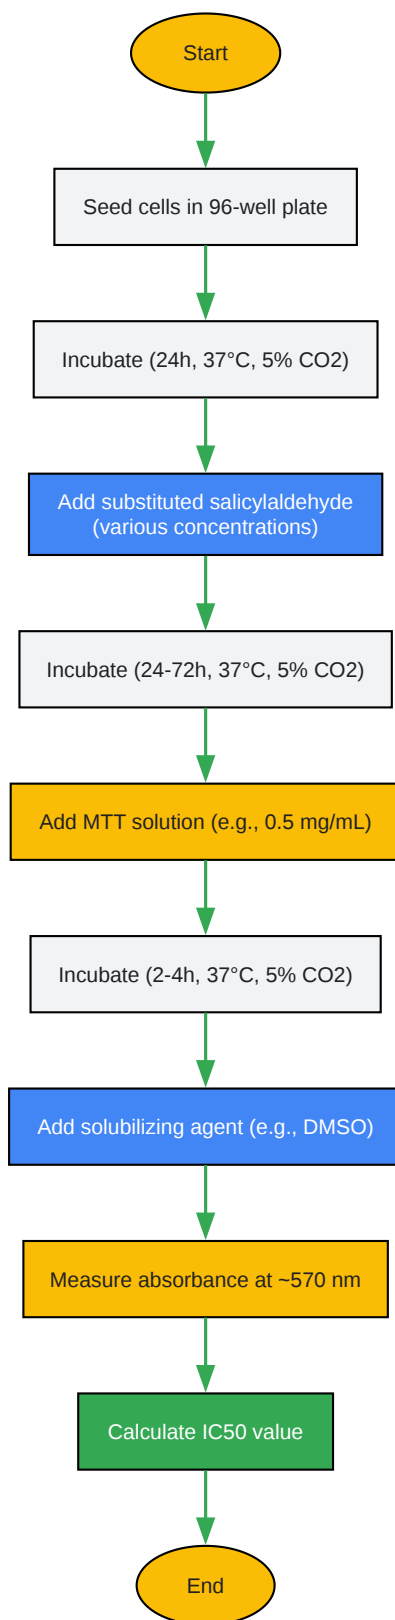 Start
Seed cells in 96-well plate
Incubate (24h, 37°C, 5% CO2)
Add substituted salicylaldehyde
(various concentrations)
Incubate (24-72h, 37°C, 5% CO2)
Add MTT solution (e.g., 0.5 mg/mL)
Incubate (2-4h, 37°C, 5% CO2)
Add solubilizing agent (e.g., DMSO)
Measure absorbance at ~570 nm
Calculate IC50 value
End